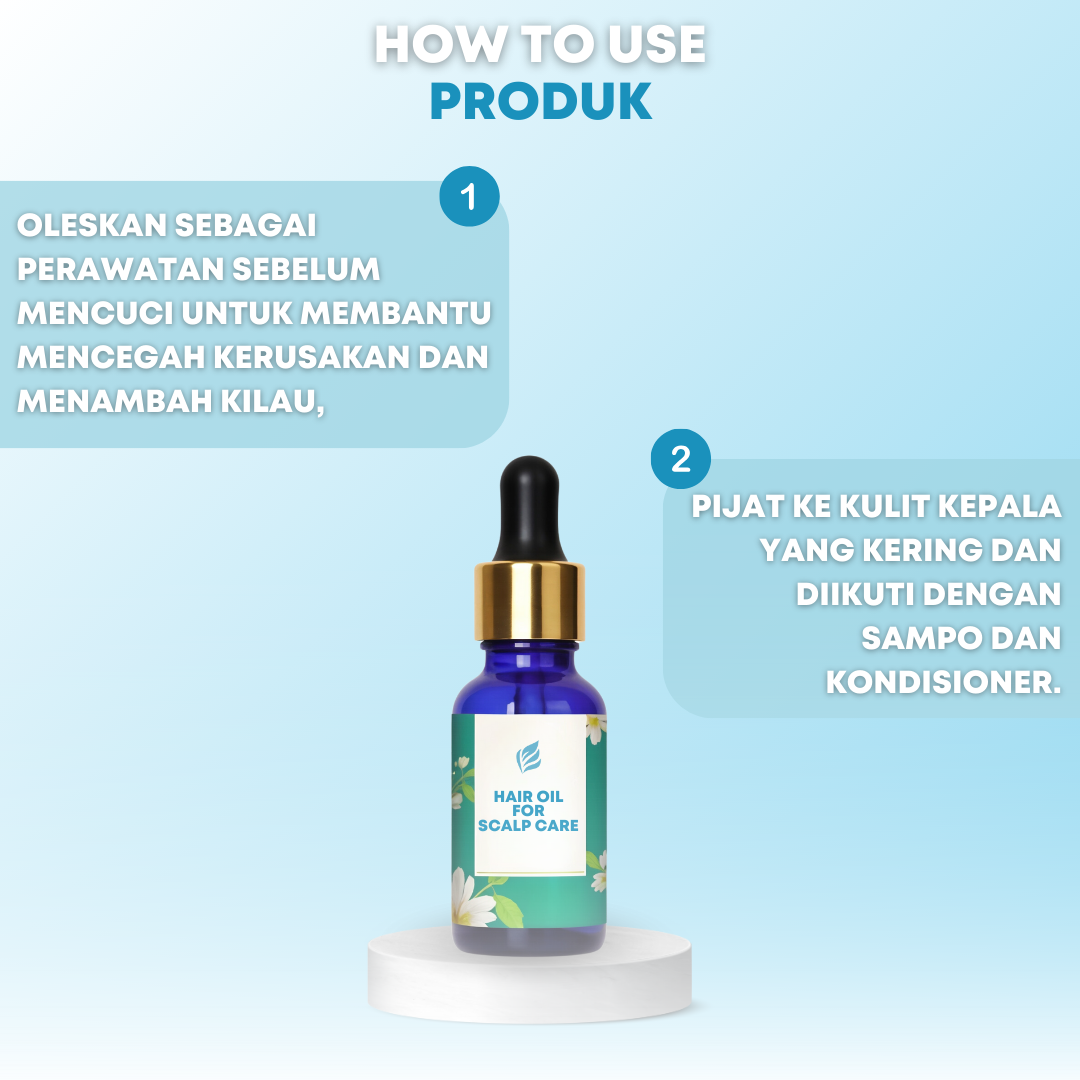 HOW TO USE
PRODUK
1
OLESKAN SEBAGAI
PERAWATAN SEBELUM
MENCUCI UNTUK MEMBANTU
MENCEGAH KERUSAKAN DAN
MENAMBAH KILAU,
2
PIJAT KE KULIT KEPALA
YANG KERING DAN
DIIKUTI DENGAN
SAMPO DAN
KONDISIONER.
HAIR OIL
FOR
SCALP CARE